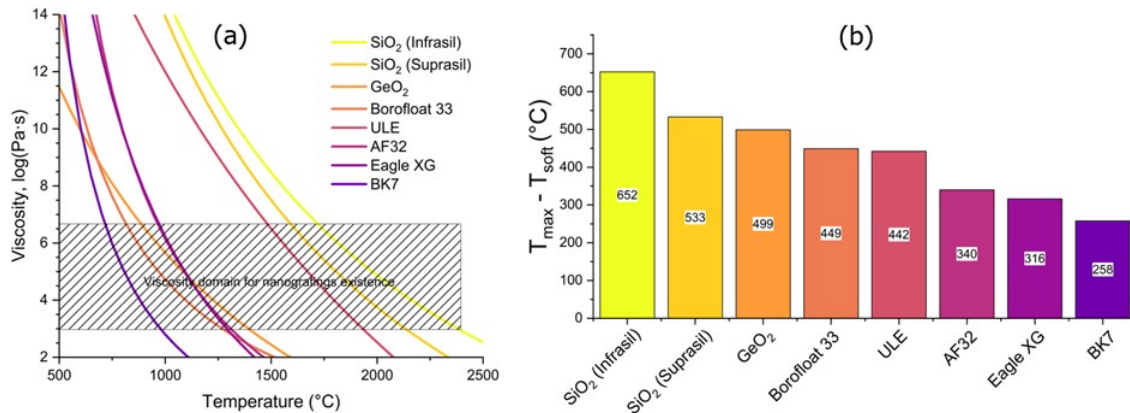 (a)
14
12
10
8
6
4
2
Viscosity, log(Pa·s)
SiO₂ (Infrasil)
SiO₂ (Suprasil)
GeO₂
Borofloat 33
ULE
AF32
Eagle XG
BK7
Viscosity domain for nanogratings existence
500
1000
1500
2000
2500
Temperature (°C)
(b)
700
600
500
400
300
200
100
0
T_max - T_soft (°C)
652
533
499
449
442
340
316
258
SiO₂ (Infrasil)
SiO₂ (Suprasil)
GeO₂
Borofloat 33
ULE
AF32
Eagle XG
BK7